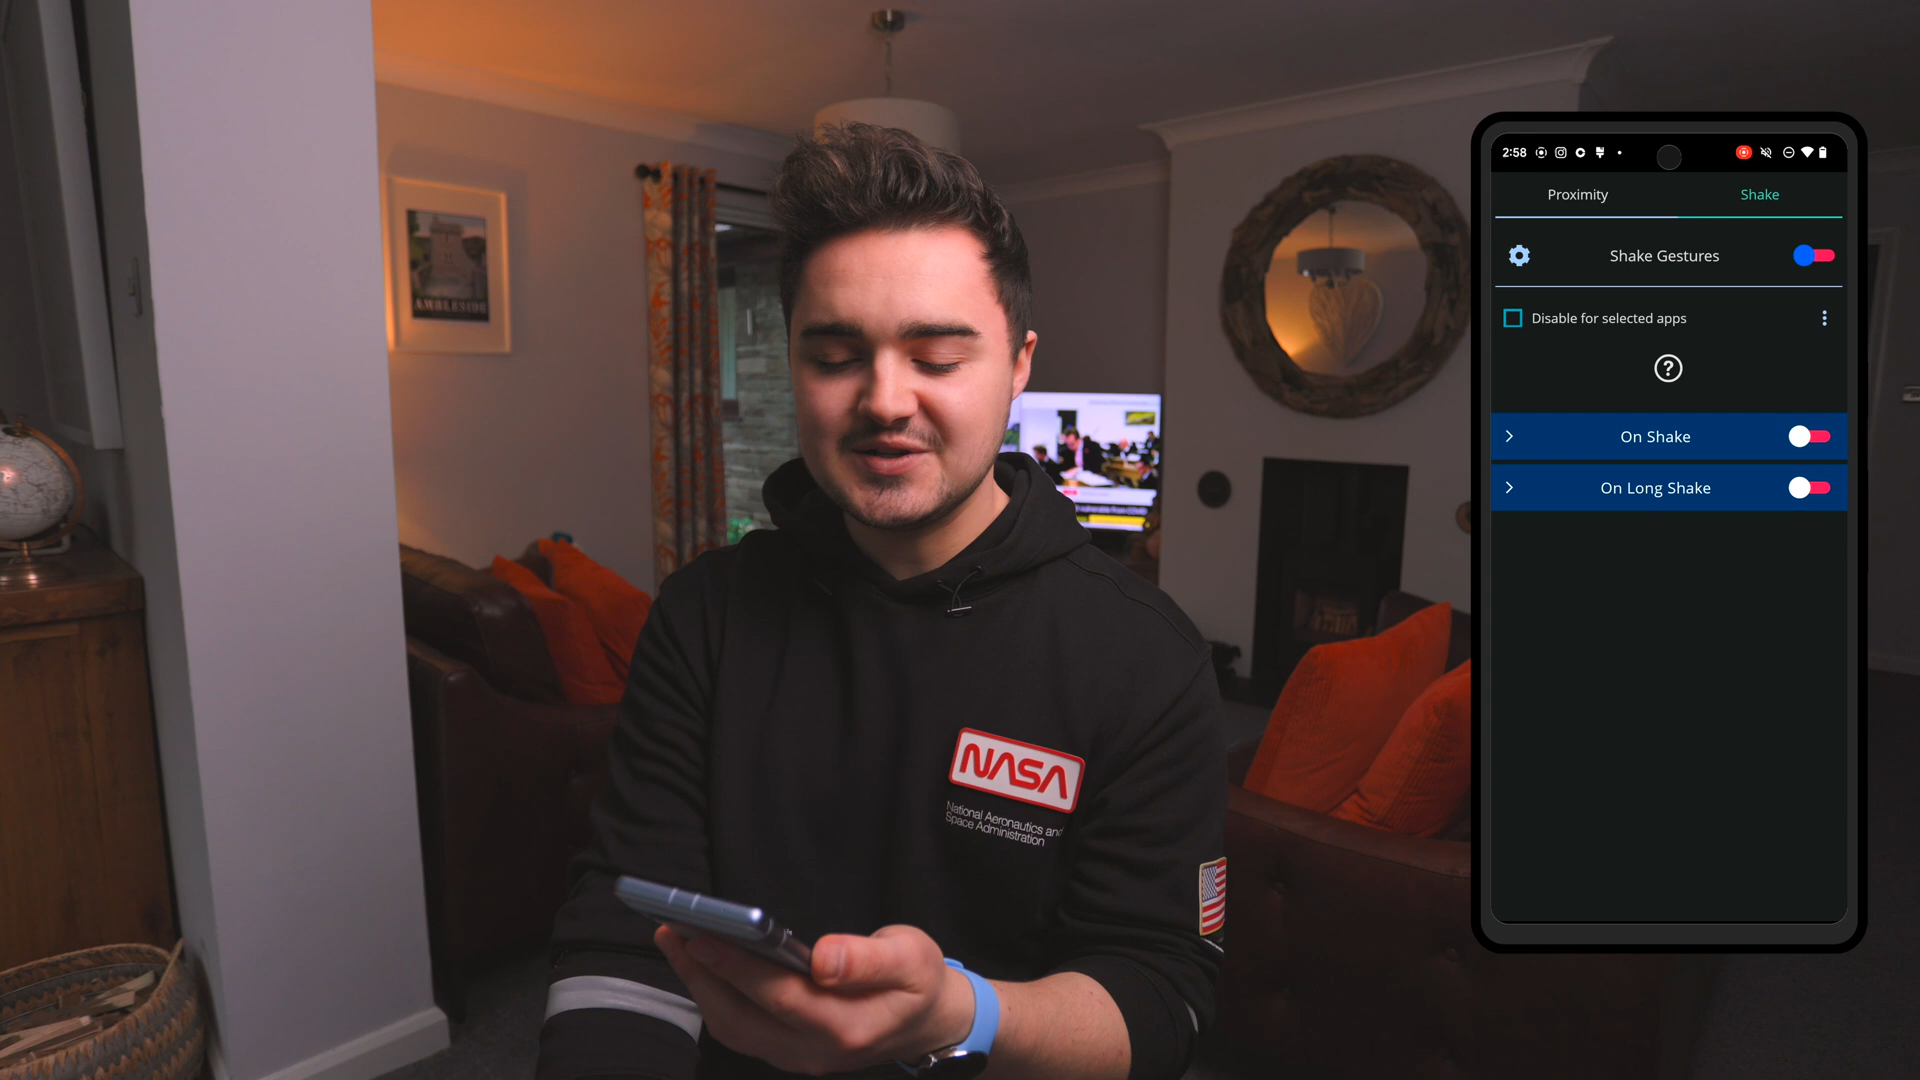 AMBLESIDE
NASA
National Aeronautics and
Space Administration
2:58
Proximity
Shake
Shake Gestures
Disable for selected apps
?
On Shake
On Long Shake